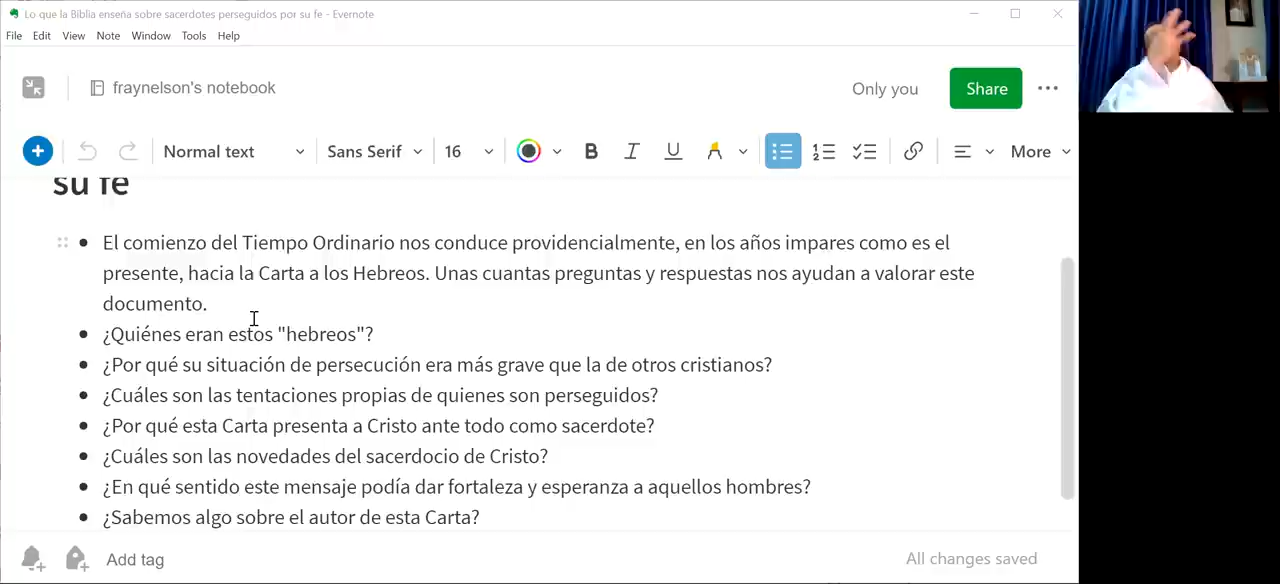 Lo que la Biblia enseña sobre sacerdotes perseguidos por su fe - Evernote
File Edit View Note Window Tools Help
fraynelson's notebook
Only you
Share
Normal text
Sans Serif
16
B I U
More
su fe
El comienzo del Tiempo Ordinario nos conduce providencialmente, en los años impares como es el
presente, hacia la Carta a los Hebreos. Unas cuantas preguntas y respuestas nos ayudan a valorar este
documento.
¿Quiénes eran estos "hebreos"?
¿Por qué su situación de persecución era más grave que la de otros cristianos?
¿Cuáles son las tentaciones propias de quienes son perseguidos?
¿Por qué esta Carta presenta a Cristo ante todo como sacerdote?
¿Cuáles son las novedades del sacerdocio de Cristo?
¿En qué sentido este mensaje podía dar fortaleza y esperanza a aquellos hombres?
¿Sabemos algo sobre el autor de esta Carta?
Add tag
All changes saved